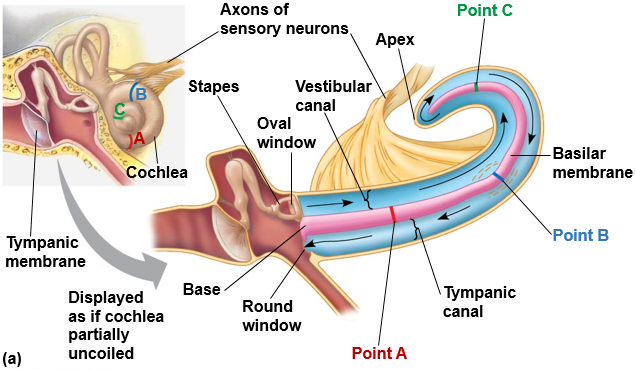 Axons of
sensory neurons
Point C
Apex
B
C
A
Cochlea
Stapes
Vestibular
canal
Oval
window
Basilar
membrane
Point B
Tympanic
membrane
Base
Round
window
Tympanic
canal
Displayed
as if cochlea
partially
uncoiled
Point A
(a)